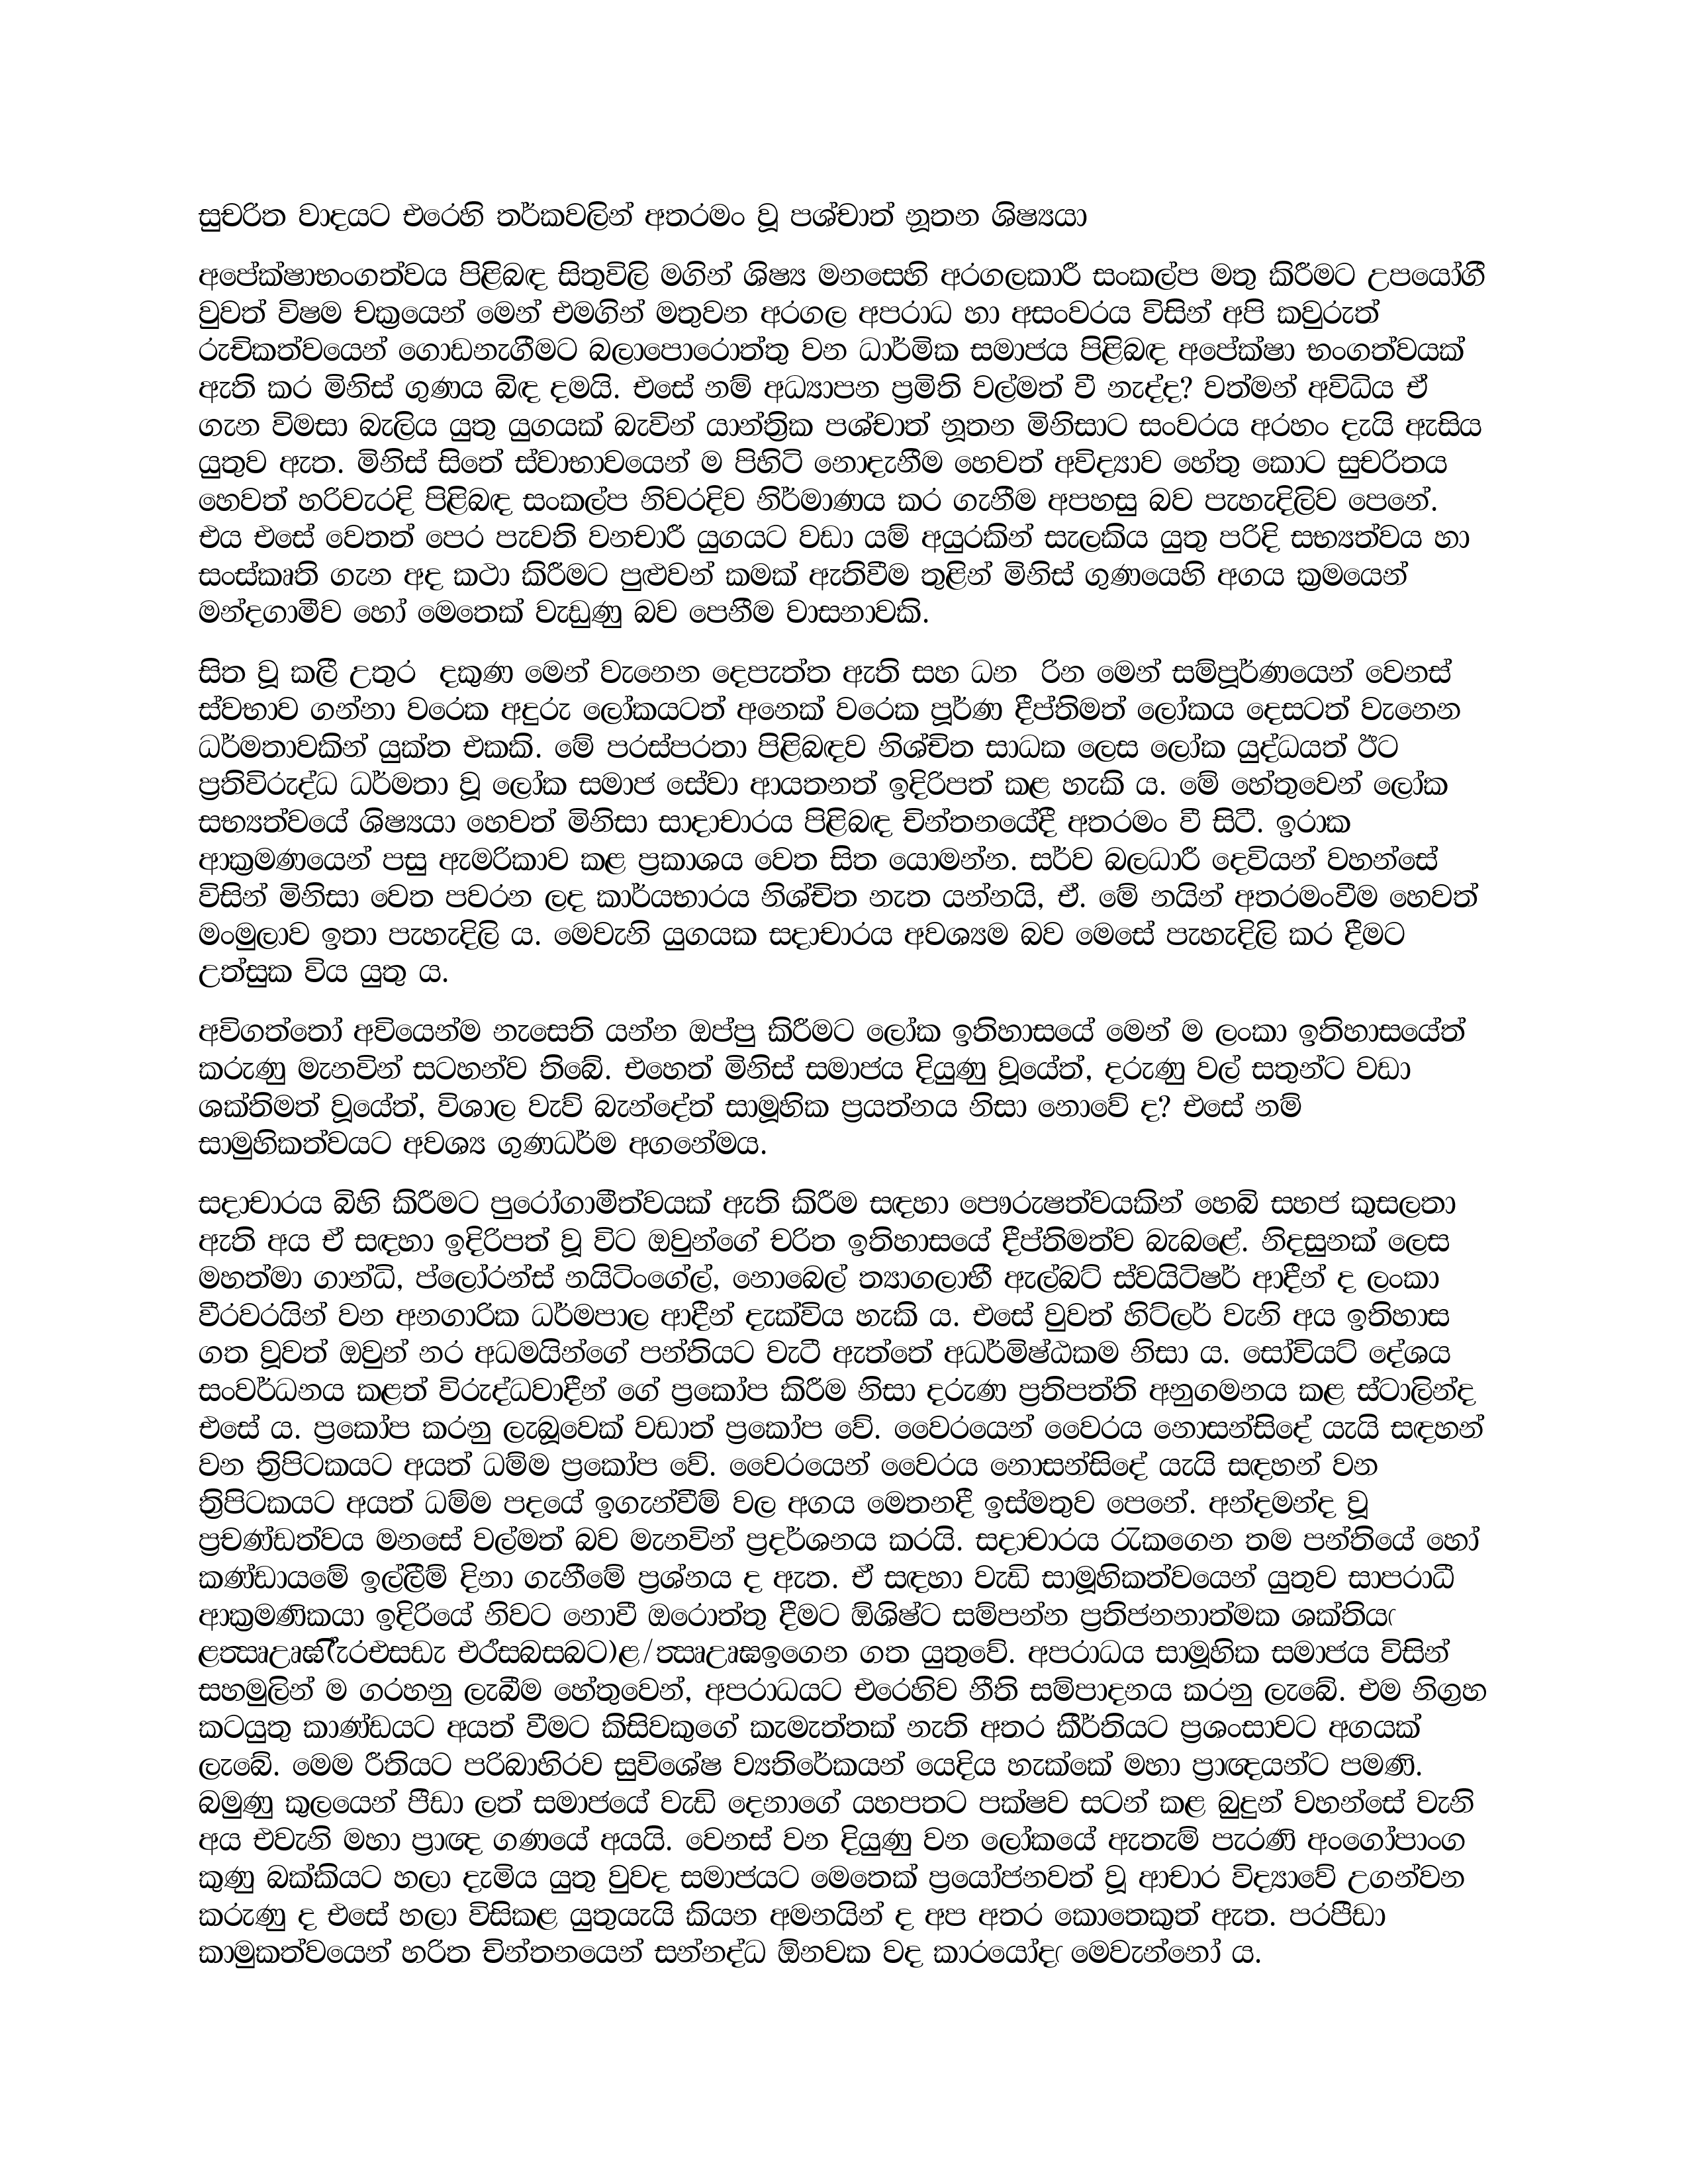 සුචරිත වාදයට එරෙහි තර්කවලින් අතරමං වූ පශ්චාත් නූතන ශිෂ්‍යයා
අපේක්ෂාභංගත්වය පිළිබඳ සිතුවිලි මගින් ශිෂ්‍ය මනසෙහි අරගලකාරී සංකල්ප මතු කිරීමට උපයෝගී
වුවත් විෂම චක්‍රයෙන් මෙන් එමගින් මතුවන අරගල අපරාධ හා අසංවරය විසින් අපි කවුරුත්
රුචිකත්වයෙන් ගොඩනැගීමට බලාපොරොත්තු වන ධාර්මික සමාජය පිළිබඳ අපේක්ෂා භංගත්වයක්
ඇති කර මිනිස් ගුණය බිඳ දමයි. එසේ නම් අධ්‍යාපන ප්‍රමිති වල්මත් වී නැද්ද? වත්මන් අවිධිය ඒ
ගැන විමසා බැලිය යුතු යුගයක් බැවින් යාන්ත්‍රික පශ්චාත් නූතන මිනිසාට සංවරය අරහං දැයි ඇසිය
යුතුව ඇත. මිනිස් සිතේ ස්වාභාවයෙන් ම පිහිටි නොදැනීම හෙවත් අවිද්‍යාව හේතු කොට සුචරිතය
හෙවත් හරිවැරදි පිළිබඳ සංකල්ප නිවරදිව නිර්මාණය කර ගැනීම අපහසු බව පැහැදිලිව පෙනේ.
එය එසේ වෙතත් පෙර පැවති වනචාරී යුගයට වඩා යම් අයුරකින් සැලකිය යුතු පරිදි සභ්‍යත්වය හා
සංස්කෘති ගැන අද කථා කිරීමට පුළුවන් කමක් ඇතිවීම තුළින් මිනිස් ගුණයෙහි අගය ක්‍රමයෙන්
මන්දගාමීව හෝ මෙතෙක් වැඩුණු බව පෙනීම වාසනාවකි.
සිත වූ කලී උතුර  දකුණ මෙන් වැනෙන දෙපැත්ත ඇති සහ ධන  රින මෙන් සම්පූර්ණයෙන් වෙනස්
ස්වභාව ගන්නා වරෙක අදුරු ලෝකයටත් අනෙක් වරෙක පූර්ණ දීප්තිමත් ලෝකය දෙසටත් වැනෙන
ධර්මතාවකින් යුක්ත එකකි. මේ පරස්පරතා පිළිබඳව නිශ්චිත සාධක ලෙස ලෝක යුද්ධයත් ඊට
ප්‍රතිවිරුද්ධ ධර්මතා වූ ලෝක සමාජ සේවා ආයතනත් ඉදිරිපත් කළ හැකි ය. මේ හේතුවෙන් ලෝක
සභ්‍යත්වයේ ශිෂ්‍යයා හෙවත් මිනිසා සාදාචාරය පිළිබඳ චින්තනයේදී අතරමං වී සිටී. ඉරාක
ආක්‍රමණයෙන් පසු ඇමරිකාව කළ ප්‍රකාශය වෙත සිත යොමන්න. සර්ව බලධාරී දෙවියන් වහන්සේ
විසින් මිනිසා වෙත පවරන ලද කාර්යභාරය නිශ්චිත නැත යන්නයි, ඒ. මේ නයින් අතරමංවීම හෙවත්
මංමුලාව ඉතා පැහැදිලි ය. මෙවැනි යුගයක සදාචාරය අවශ්‍යම බව මෙසේ පැහැදිලි කර දීමට
උත්සුක විය යුතු ය.
අවිගත්තෝ අවියෙන්ම නැසෙති යන්න ඔප්පු කිරීමට ලෝක ඉතිහාසයේ මෙන් ම ලංකා ඉතිහාසයේත්
කරුණු මැනවින් සටහන්ව තිබේ. එහෙත් මිනිස් සමාජය දියුණු වූයේත්, දරුණු වල් සතුන්ට වඩා
ශක්තිමත් වූයේත්, විශාල වැව් බැන්දේත් සාමූහික ප්‍රයත්නය නිසා නොවේ ද? එසේ නම්
සාමුහිකත්වයට අවශ්‍ය ගුණධර්ම අගනේමය.
සදාචාරය බිහි කිරීමට පුරෝගාමීත්වයක් ඇති කිරීම සඳහා පෞරුෂත්වයකින් හෙබි සහජ කුසලතා
ඇති අය ඒ සඳහා ඉදිරිපත් වූ විට ඔවුන්ගේ චරිත ඉතිහාසයේ දීප්තිමත්ව බැබළේ. නිදසුනක් ලෙස
මහත්මා ගාන්ධි, ප්ලෝරන්ස් නයිටිංගේල්, නොබෙල් ත්‍යාගලාභී ඇල්බට් ස්වයිට්ෂර් ආදීන් ද ලංකා
වීරවරයින් වන අනගාරික ධර්මපාල ආදීන් දැක්විය හැකි ය. එසේ වුවත් හිට්ලර් වැනි අය ඉතිහාස
ගත වූවත් ඔවුන් නර අධමයින්ගේ පන්තියට වැටී ඇත්තේ අධර්මිෂ්ඨකම නිසා ය. සෝවියට් දේශය
සංවර්ධනය කළත් විරුද්ධවාදීන් ගේ ප්‍රකෝප කිරීම නිසා දරුණ ප්‍රතිපත්ති අනුගමනය කළ ස්ටාලින්ද
එසේ ය. ප්‍රකෝප කරනු ලැබූවෙක් වඩාත් ප්‍රකෝප වේ. වෛරයෙන් වෛරය නොසන්සිදේ යැයි සඳහන්
වන ත්‍රිපිටකයට අයත් ධම්ම ප්‍රකෝප වේ. වෛරයෙන් වෛරය නොසන්සිදේ යැයි සඳහන් වන
ත්‍රිපිටකයට අයත් ධම්ම පදයේ ඉගැන්වීම් වල අගය මෙතනදී ඉස්මතුව පෙනේ. අන්දමන්ද වූ
ප්‍රචණ්ඩත්වය මනසේ වල්මත් බව මැනවින් ප්‍රදර්ශනය කරයි. සදාචාරය රැකගෙන තම පන්තියේ හෝ
කණ්ඩායමේ ඉල්ලීම් දිනා ගැනීමේ ප්‍රශ්නය ද ඇත. ඒ සඳහා වැඩි සාමූහිකත්වයෙන් යුතුව සාපරාධී
ආක්‍රමණිකයා ඉදිරියේ නිවට නොවී ඔරොත්තු දීමට ඕශිෂ්ට සම්පන්න ප්‍රතිජනනාත්මක ශක්තිය
ගත යුතුවේ. අපරාධය සාමූහික සමාජය විසින්
සහමුලින් ම ගරහනු ලැබීම හේතුවෙන්, අපරාධයට එරෙහිව නීති සම්පාදනය කරනු ලැබේ. එම නිග්‍රහ
කටයුතු කාණ්ඩයට අයත් වීමට කිසිවකුගේ කැමැත්තක් නැති අතර කීර්තියට ප්‍රශංසාවට අගයක්
ලැබේ. මෙම රීතියට පරිබාහිරව සුවිශේෂ ව්‍යතිරේකයන් යෙදිය හැක්කේ මහා ප්‍රාඥයන්ට පමණි.
බමුණු කුලයෙන් පීඩා ලත් සමාජයේ වැඩි දෙනාගේ යහපතට පක්ෂව සටන් කළ බුදුන් වහන්සේ වැනි
අය එවැනි මහා ප්‍රාඥ ගණයේ අයයි. වෙනස් වන දියුණු වන ලෝකයේ ඇතැම් පැරණි අංගෝපාංග
කුණු බක්කියට හලා දැමිය යුතු වුවද සමාජයට මෙතෙක් ප්‍රයෝජනවත් වූ ආචාර විද්‍යාවේ උගන්වන
කරුණු ද එසේ හලා විසිකළ යුතුයැයි කියන අමනයින් ද අප අතර කොතෙකුත් ඇත. පරපීඩා
කාමුකත්වයෙන් හරිත චින්තනයෙන් සන්නද්ධ ඕනවක වද කාරයෝද මෙවැන්නෝ ය.